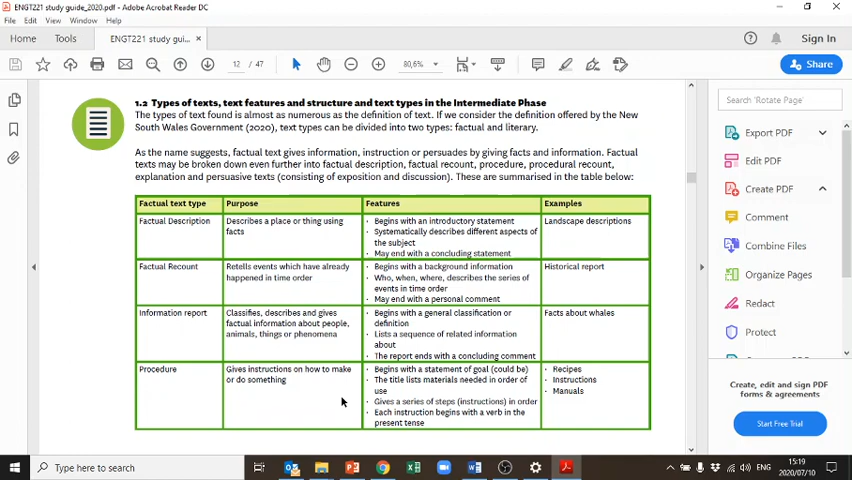 ENGT221 study guide_2020.pdf - Adobe Acrobat Reader DC
File Edit View Window Help
Home Tools ENGT221 study gui... × Sign In
12 / 47 80,6% Share
1.2 Types of texts, text features and structure and text types in the Intermediate Phase
The types of text found is almost as numerous as the definition of text. If we consider the definition offered by the New
South Wales Government (2020), text types can be divided into two types: factual and literary.
As the name suggests, factual text gives information, instruction or persuades by giving facts and information. Factual
texts may be broken down even further into factual description, factual recount, procedure, procedural recount,
explanation and persuasive texts (consisting of exposition and discussion). These are summarised in the table below:
Factual text type Purpose Features Examples
Factual Description Describes a place or thing using · Begins with an introductory statement Landscape descriptions
facts · Systematically describes different aspects of
the subject
· May end with a concluding statement
Factual Recount Retells events which have already · Begins with a background information Historical report
happened in time order · Who, when, where, describes the series of
events in time order
· May end with a personal comment
Information report Classifies, describes and gives · Begins with a general classification or Facts about whales
factual information about people, definition
animals, things or phenomena · Lists a sequence of related information
about
· The report ends with a concluding comment
Procedure Gives instructions on how to make · Begins with a statement of goal (could be) · Recipes
or do something · The title lists materials needed in order of · Instructions
use · Manuals
· Gives a series of steps (instructions) in order
· Each instruction begins with a verb in the
present tense
Search 'Rotate Page'
Export PDF
Edit PDF
Create PDF
Comment
Combine Files
Organize Pages
Redact
Protect
Create, edit and sign PDF
forms & agreements
Start Free Trial
Type here to search
ENG
15:19
2020/07/10